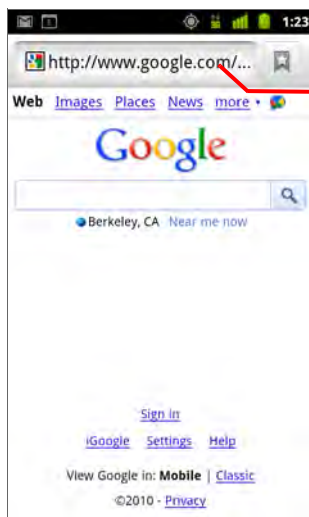 1:23
http://www.google.com/...
Web Images Places News more
Google
Berkeley, CA Near me now
Sign in
iGoogle Settings Help
View Google in: Mobile | Classic
©2010 - Privacy